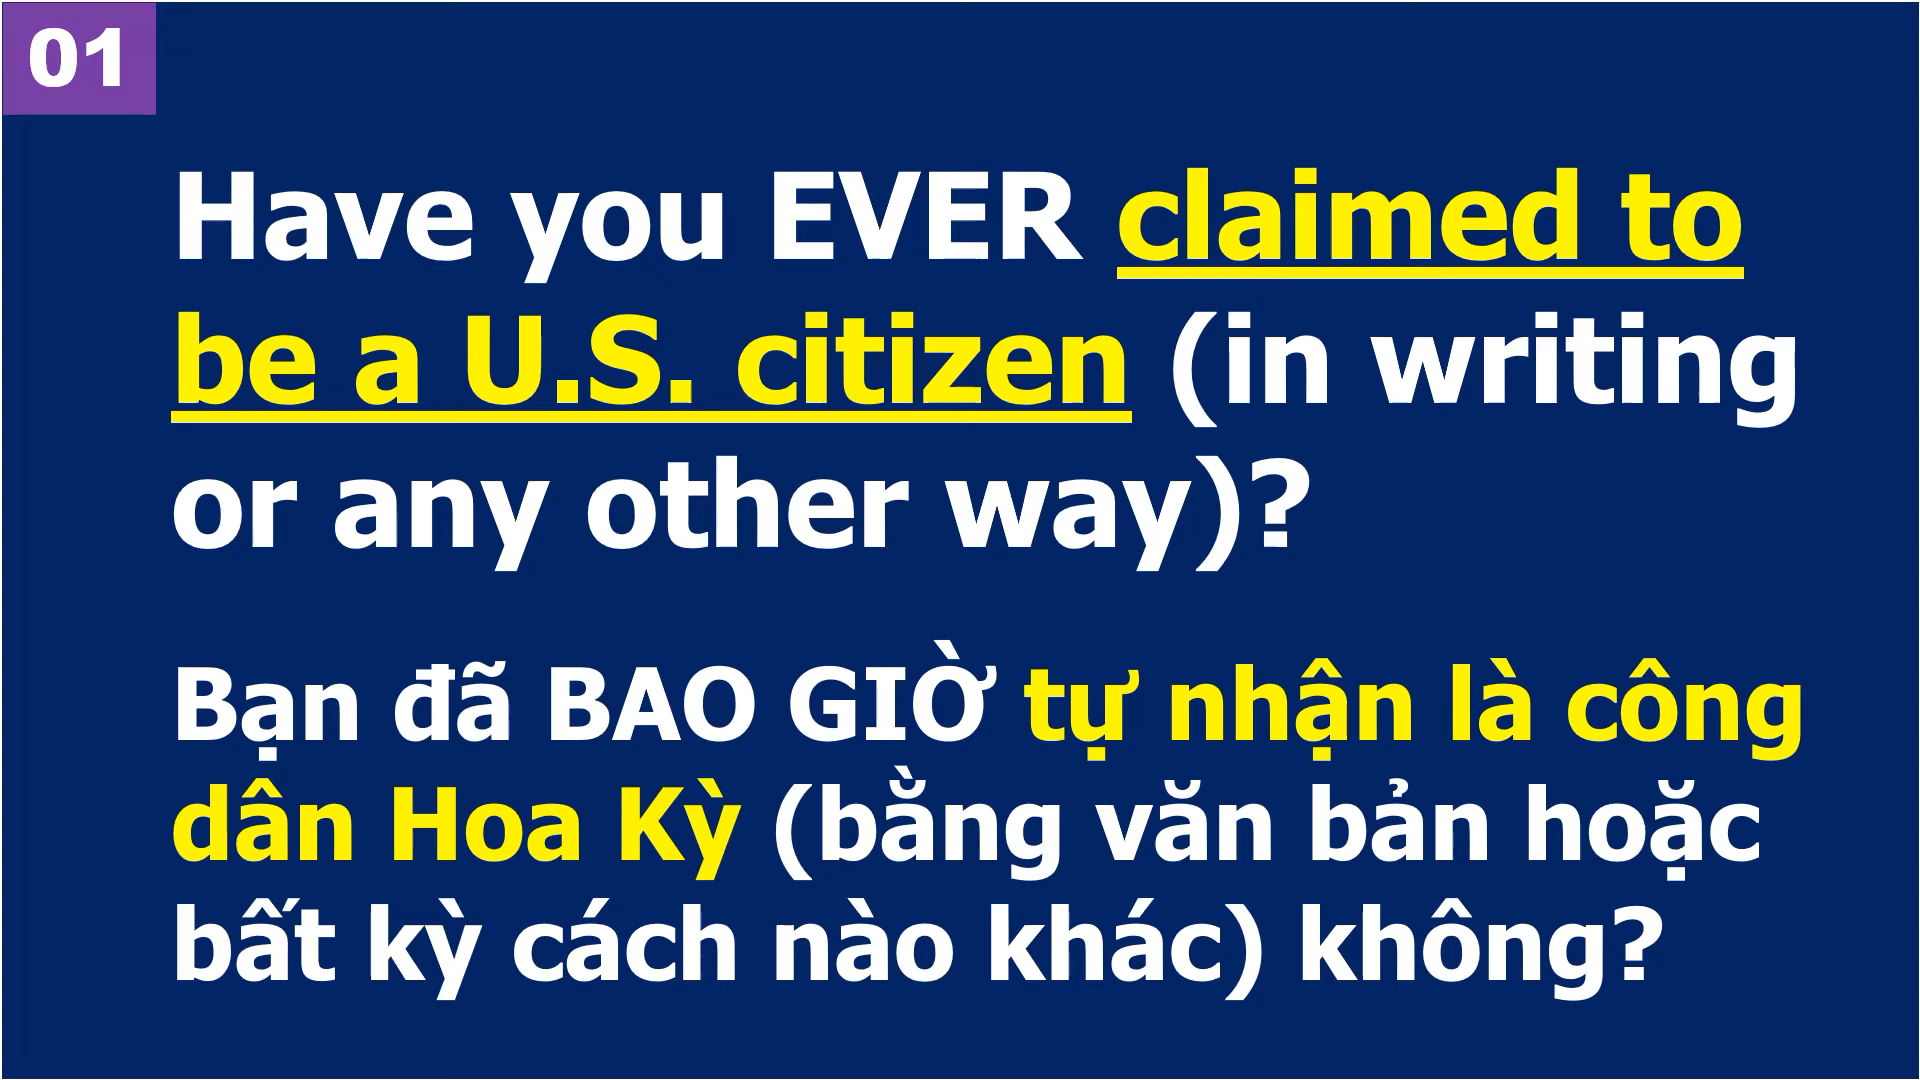 01
Have you EVER claimed to
be a U.S. citizen (in writing
or any other way)?
Bạn đã BAO GIỜ tự nhận là công
dân Hoa Kỳ (bằng văn bản hoặc
bất kỳ cách nào khác) không?